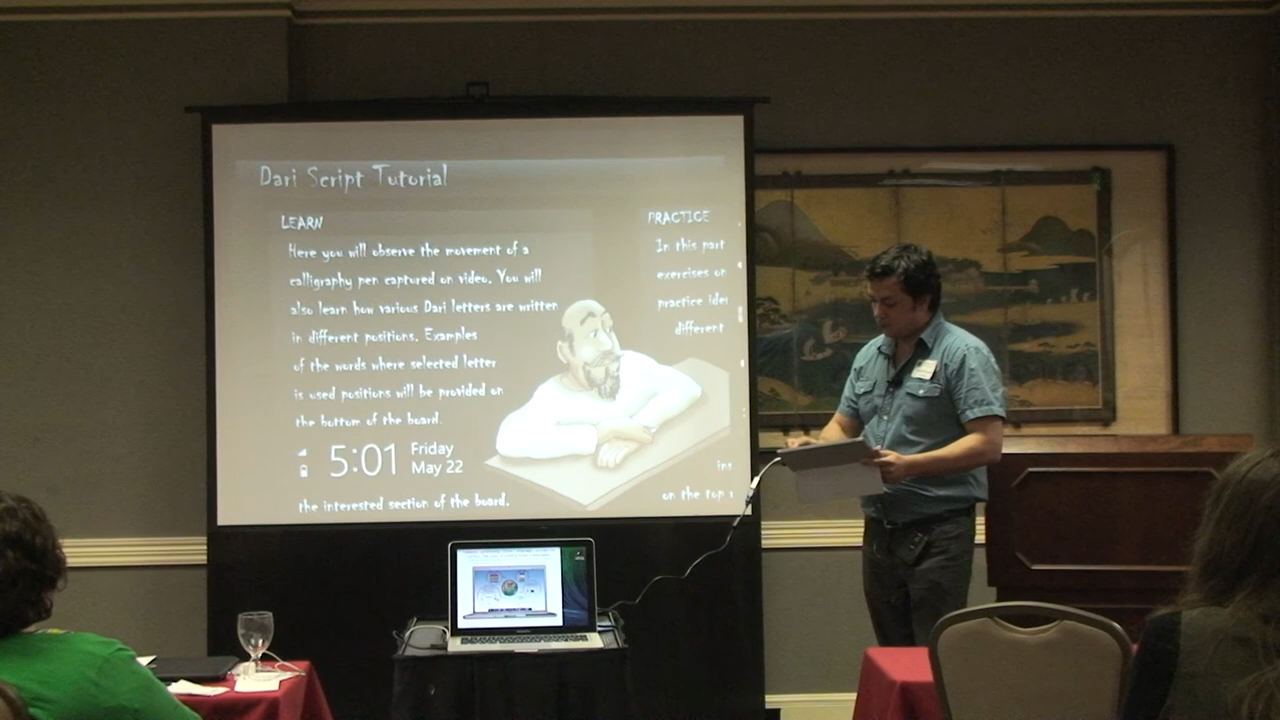 Dari Script Tutorial
LEARN
Here you will observe the movement of a
calligraphy pen captured on video. You will
also learn how various Dari letters are written
in different positions. Examples
of the words where selected letter
is used positions will be provided on
the bottom of the board.
5:01 Friday
May 22
the interested section of the board.
PRACTICE
In this part
exercises on
practice
different
on the top